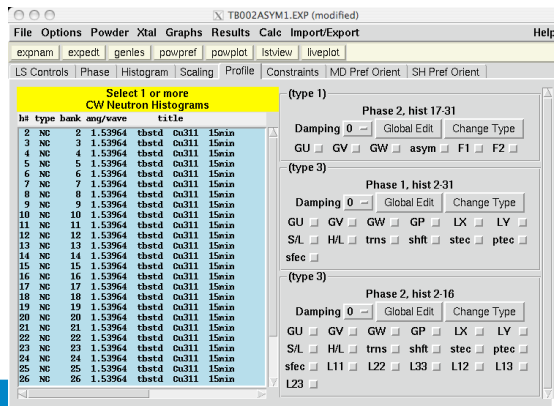 TB002ASYM1.EXP (modified)
File Options Powder Xtal Graphs Results Calc Import/Export Help
expnam expedt genles powpref powplot lstview liveplot
LS Controls Phase Histogram Scaling Profile Constraints MD Pref Orient SH Pref Orient
Select 1 or more
CW Neutron Histograms
h# type bank ang/wave title
2 NC 2 1.53964 tbstd Cu311 15min
3 NC 3 1.53964 tbstd Cu311 15min
4 NC 4 1.53964 tbstd Cu311 15min
5 NC 5 1.53964 tbstd Cu311 15min
6 NC 6 1.53964 tbstd Cu311 15min
7 NC 7 1.53964 tbstd Cu311 15min
8 NC 8 1.53964 tbstd Cu311 15min
9 NC 9 1.53964 tbstd Cu311 15min
10 NC 10 1.53964 tbstd Cu311 15min
11 NC 11 1.53964 tbstd Cu311 15min
12 NC 12 1.53964 tbstd Cu311 15min
13 NC 13 1.53964 tbstd Cu311 15min
14 NC 14 1.53964 tbstd Cu311 15min
15 NC 15 1.53964 tbstd Cu311 15min
16 NC 16 1.53964 tbstd Cu311 15min
17 NC 17 1.53964 tbstd Cu311 15min
18 NC 18 1.53964 tbstd Cu311 15min
19 NC 19 1.53964 tbstd Cu311 15min
20 NC 20 1.53964 tbstd Cu311 15min
21 NC 21 1.53964 tbstd Cu311 15min
22 NC 22 1.53964 tbstd Cu311 15min
23 NC 23 1.53964 tbstd Cu311 15min
24 NC 24 1.53964 tbstd Cu311 15min
25 NC 25 1.53964 tbstd Cu311 15min
26 NC 26 1.53964 tbstd Cu311 15min
(type 1)
Phase 2, hist 17-31
Damping 0 Global Edit Change Type
GU GV GW asym F1 F2
(type 3)
Phase 1, hist 2-31
Damping 0 Global Edit Change Type
GU GV GW GP LX LY
S/L H/L trns shft stec ptec
sfec
(type 3)
Phase 2, hist 2-16
Damping 0 Global Edit Change Type
GU GV GW GP LX LY
S/L H/L trns shft stec ptec
sfec L11 L22 L33 L12 L13
L23